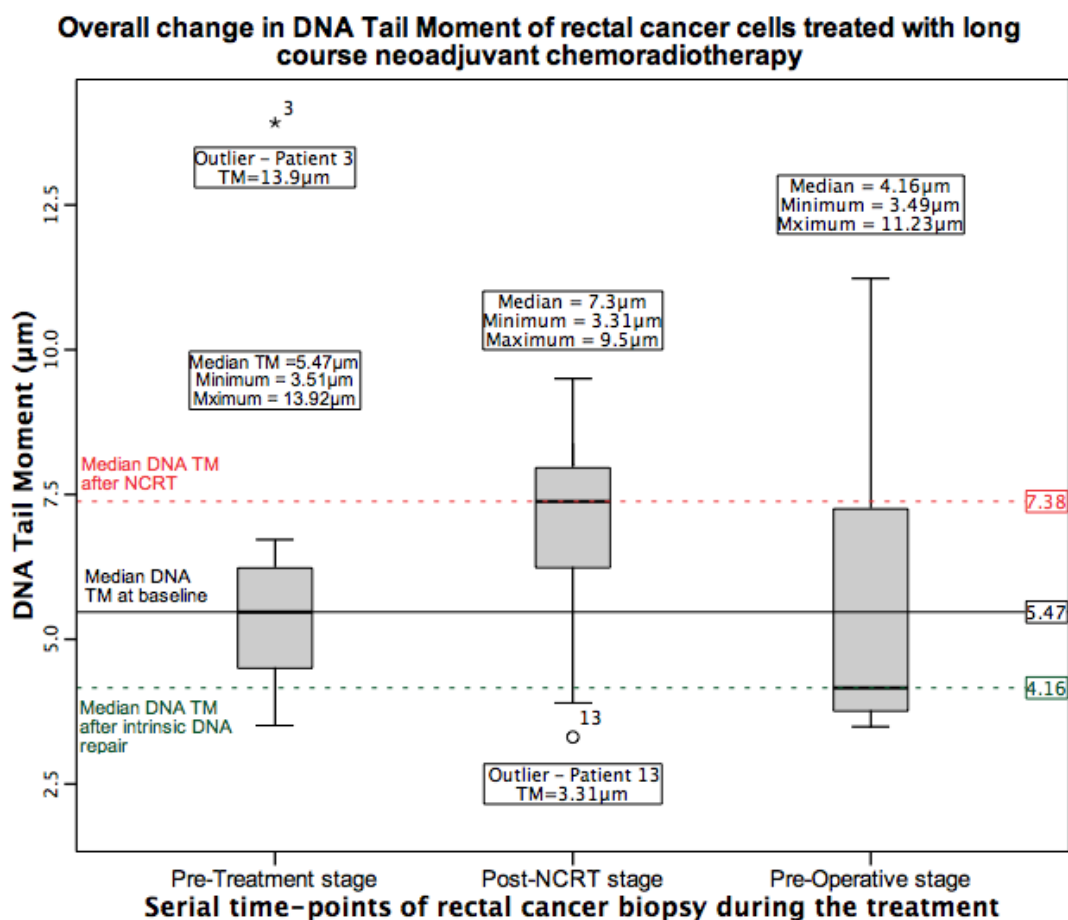 Overall change in DNA Tail Moment of rectal cancer cells treated with long
course neoadjuvant chemoradiotherapy
3
Outlier – Patient 3
TM=13.9µm
Median = 4.16µm
Minimum = 3.49µm
Mximum = 11.23µm
Median = 7.3µm
Minimum = 3.31µm
Maximum = 9.5µm
Median TM =5.47µm
Minimum = 3.51µm
Mximum = 13.92µm
Median DNA TM
after NCRT
7.38
Median DNA
TM at baseline
5.47
4.16
Median DNA TM
after intrinsic DNA
repair
13
Outlier – Patient 13
TM=3.31µm
12.5
10.0
7.5
5.0
2.5
DNA Tail Moment (µm)
Pre-Treatment stage
Post-NCRT stage
Pre-Operative stage
Serial time-points of rectal cancer biopsy during the treatment